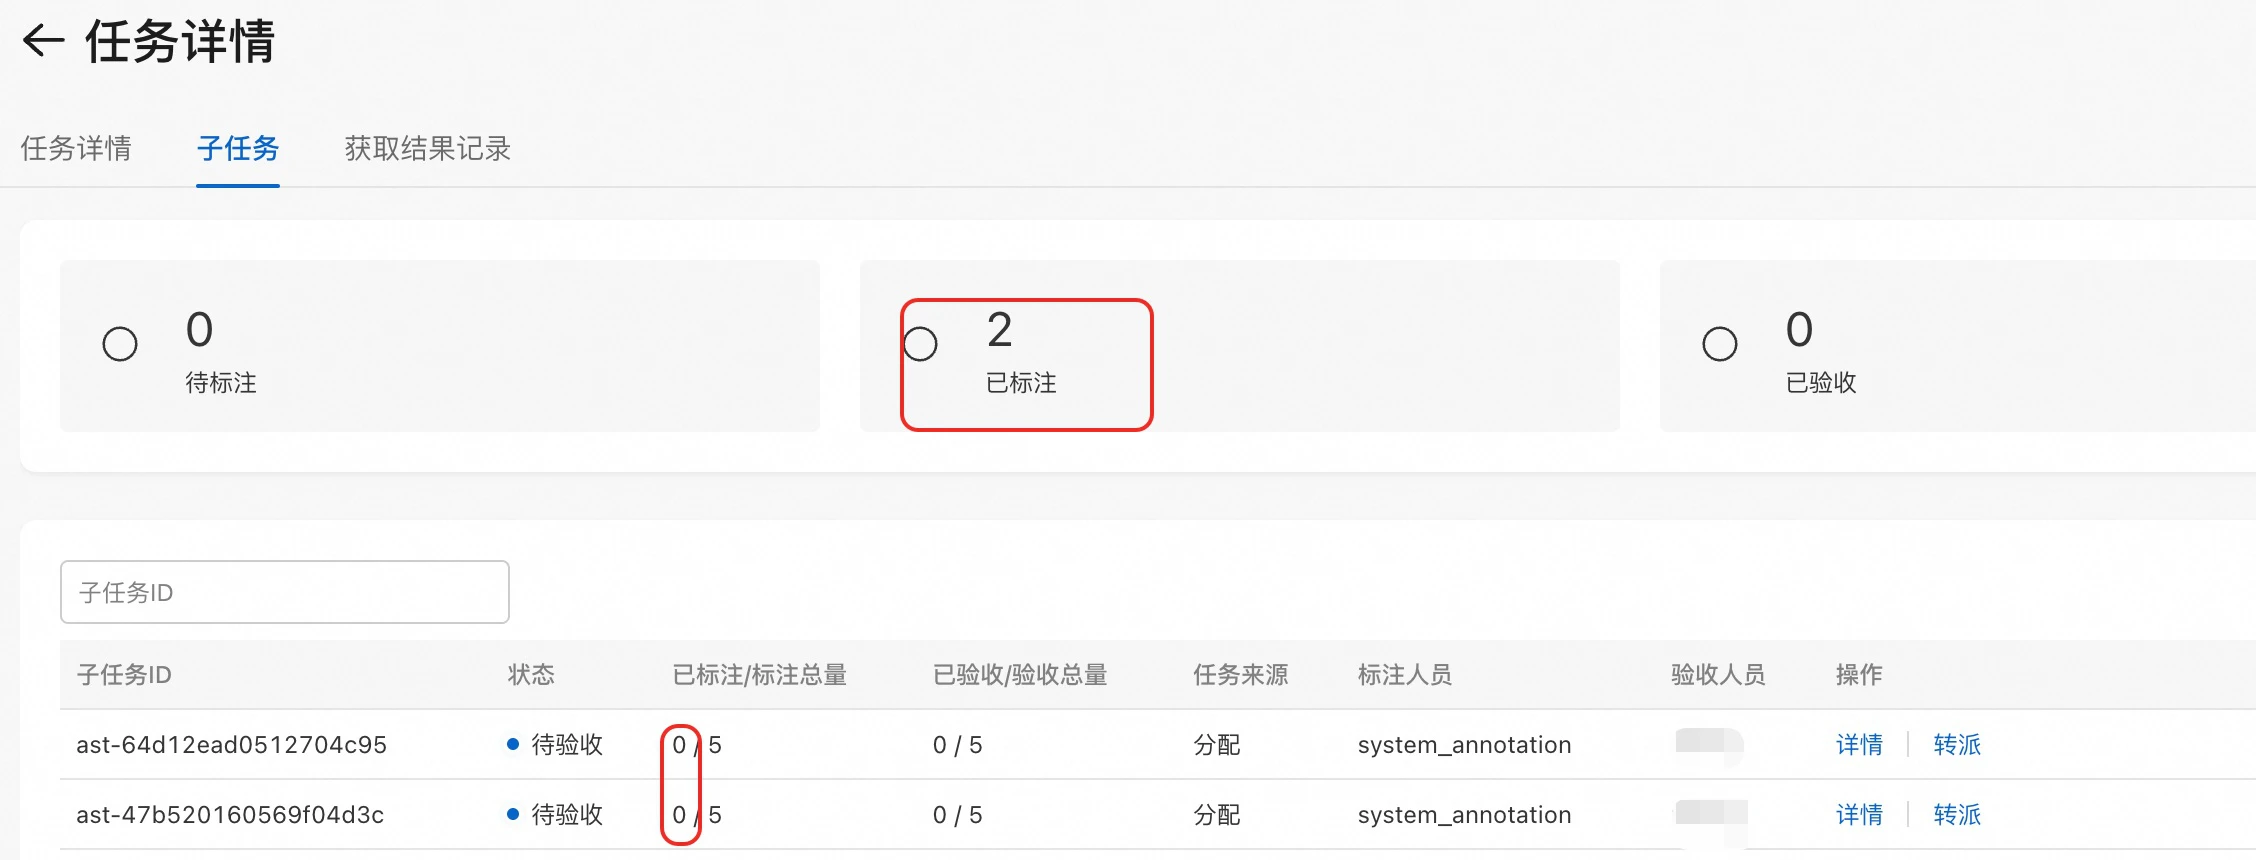 任务详情
任务详情 子任务 获取结果记录
0 2 0
待标注 已标注 已验收
子任务ID
子任务ID 状态 已标注/标注总量 已验收/验收总量 任务来源 标注人员 验收人员 操作
ast-64d12ead0512704c95 待验收 0 / 5 0 / 5 分配 system_annotation 详情 转派
ast-47b520160569f04d3c 待验收 0 / 5 0 / 5 分配 system_annotation 详情 转派